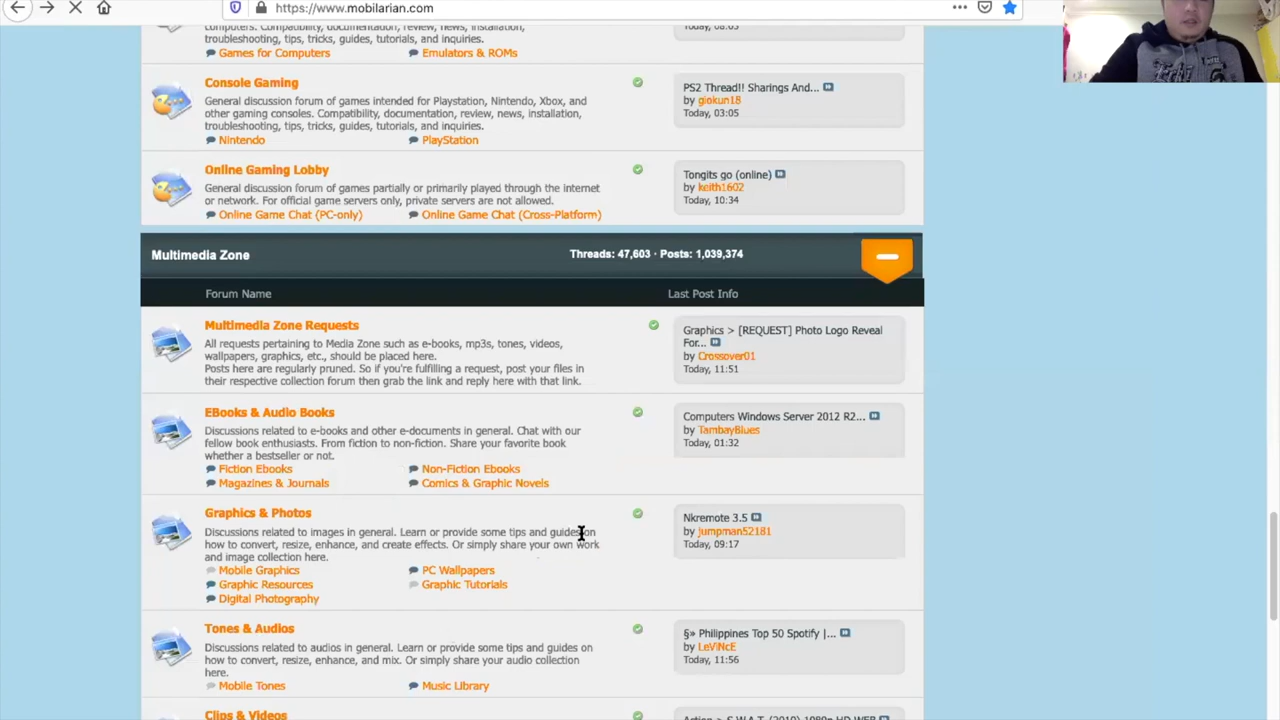 https://www.mobilarian.com
computers. Compatibility, documentation, review, news, installation,
troubleshooting, tips, tricks, guides, tutorials, and inquiries.
Games for Computers
Emulators & ROMs
Today, 08:05
Console Gaming
General discussion forum of games intended for Playstation, Nintendo, Xbox, and
other gaming consoles. Compatibility, documentation, review, news, installation,
troubleshooting, tips, tricks, guides, tutorials, and inquiries.
Nintendo
PlayStation
PS2 Thread!! Sharings And...
by giokun18
Today, 03:05
Online Gaming Lobby
General discussion forum of games partially or primarily played through the internet
or network. For official game servers only, private servers are not allowed.
Online Game Chat (PC-only)
Online Game Chat (Cross-Platform)
Tongits go (online)
by keith1602
Today, 10:34
Multimedia Zone
Threads: 47,603 · Posts: 1,039,374
Forum Name
Last Post Info
Multimedia Zone Requests
All requests pertaining to Media Zone such as e-books, mp3s, tones, videos,
wallpapers, graphics, etc., should be placed here.
Posts here are regularly pruned. So if you're fulfilling a request, post your files in
their respective collection forum then grab the link and reply here with that link.
Graphics > [REQUEST] Photo Logo Reveal
For...
by Crossover01
Today, 11:51
EBooks & Audio Books
Discussions related to e-books and other e-documents in general. Chat with our
fellow book enthusiasts. From fiction to non-fiction. Share your favorite book
whether a bestseller or not.
Fiction Ebooks
Non-Fiction Ebooks
Magazines & Journals
Comics & Graphic Novels
Computers Windows Server 2012 R2...
by TambayBlues
Today, 01:32
Graphics & Photos
Discussions related to images in general. Learn or provide some tips and guides on
how to convert, resize, enhance, and create effects. Or simply share your own work
and image collection here.
Mobile Graphics
PC Wallpapers
Graphic Resources
Graphic Tutorials
Digital Photography
Nkremote 3.5
by jumpman52181
Today, 09:17
Tones & Audios
Discussions related to audios in general. Learn or provide some tips and guides on
how to convert, resize, enhance, and mix. Or simply share your audio collection
here.
Mobile Tones
Music Library
§» Philippines Top 50 Spotify |...
by LeViNcE
Today, 11:56
Clips & Videos
Action > S.W.A.T. (2019) 1080p HD WEB